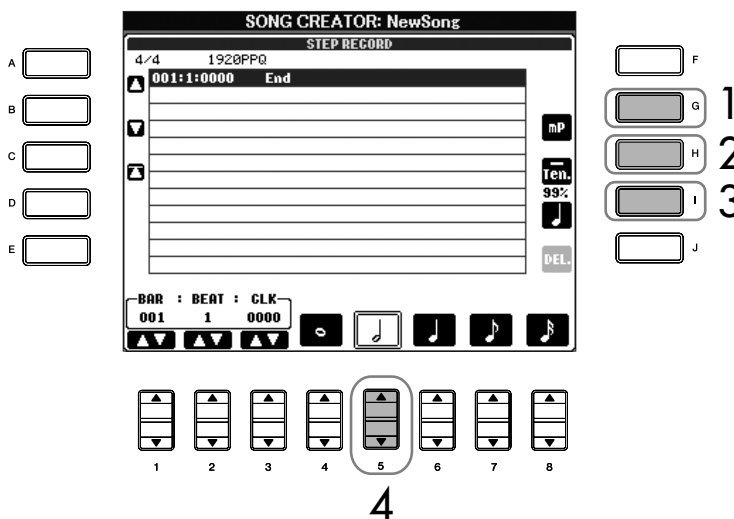 SONG CREATOR: NewSong
STEP RECORD
4/4 1920PPQ
001:1:0000 End
A
B
C
D
E
F
G 1
H 2
I 3
J
mP
Ten.
99%
DEL.
BAR : BEAT : CLK
001 1 0000
1 2 3 4 5 6 7 8
4